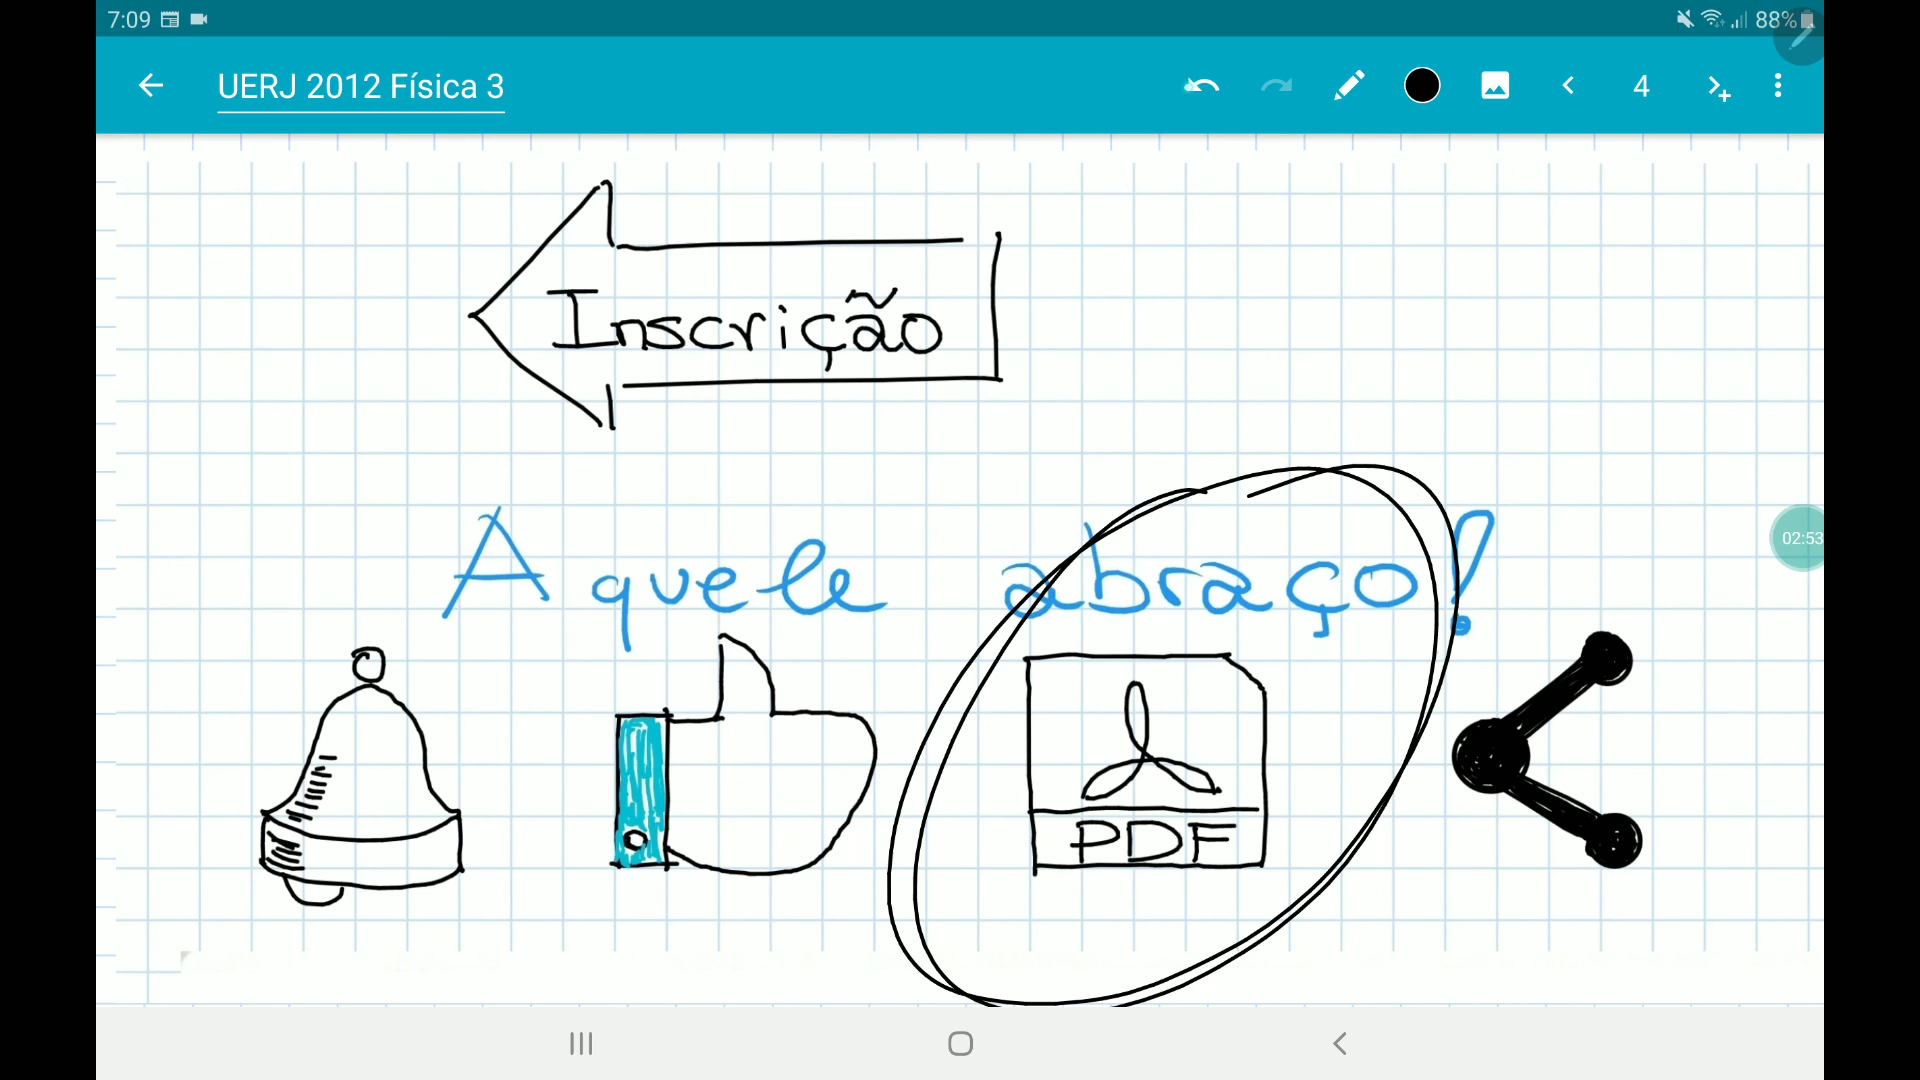 7:09 88%
UERJ 2012 Física 3 4
Inscrição
Aquele abraço!
02:53
PDF